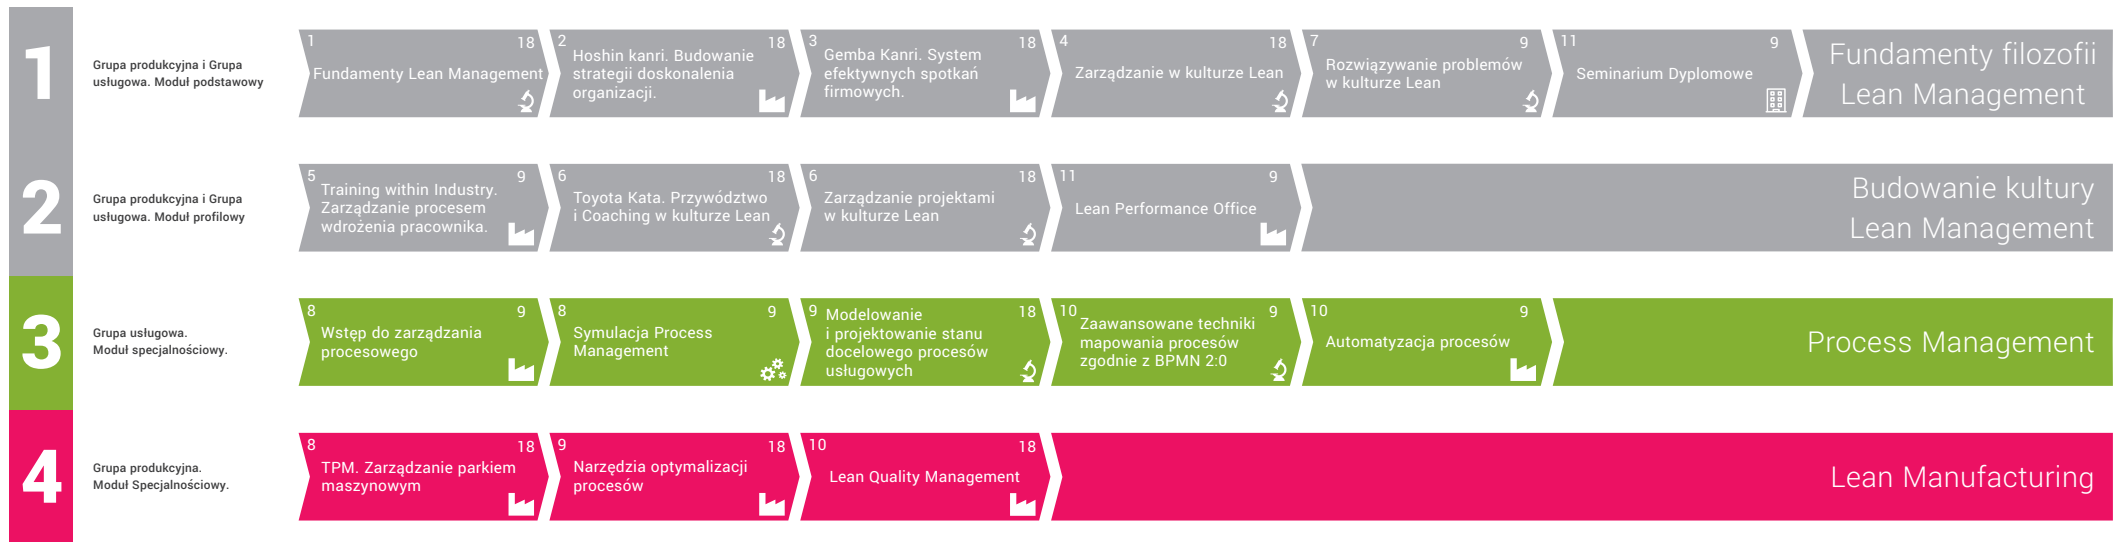 1
Grupa produkcyjna i Grupa
usługowa. Moduł podstawowy
1 18
Fundamenty Lean Management
2 18
Hoshin kanri. Budowanie
strategii doskonalenia
organizacji.
3 18
Gemba Kanri. System
efektywnych spotkań
firmowych.
4 18
Zarządzanie w kulturze Lean
7 9
Rozwiązywanie problemów
w kulturze Lean
11 9
Seminarium Dyplomowe
Fundamenty filozofii
Lean Management
2
Grupa produkcyjna i Grupa
usługowa. Moduł profilowy
5 9
Training within Industry.
Zarządzanie procesem
wdrożenia pracownika.
6 18
Toyota Kata. Przywództwo
i Coaching w kulturze Lean
6 18
Zarządzanie projektami
w kulturze Lean
11 9
Lean Performance Office
Budowanie kultury
Lean Management
3
Grupa usługowa.
Moduł specjalnościowy.
8 9
Wstęp do zarządzania
procesowego
8 9
Symulacja Process
Management
9 18
Modelowanie
i projektowanie stanu
docelowego procesów
usługowych
10 9
Zaawansowane techniki
mapowania procesów
zgodnie z BPMN 2:0
10 9
Automatyzacja procesów
Process Management
4
Grupa produkcyjna.
Moduł Specjalnościowy.
8 18
TPM. Zarządzanie parkiem
maszynowym
9 18
Narzędzia optymalizacji
procesów
10 18
Lean Quality Management
Lean Manufacturing